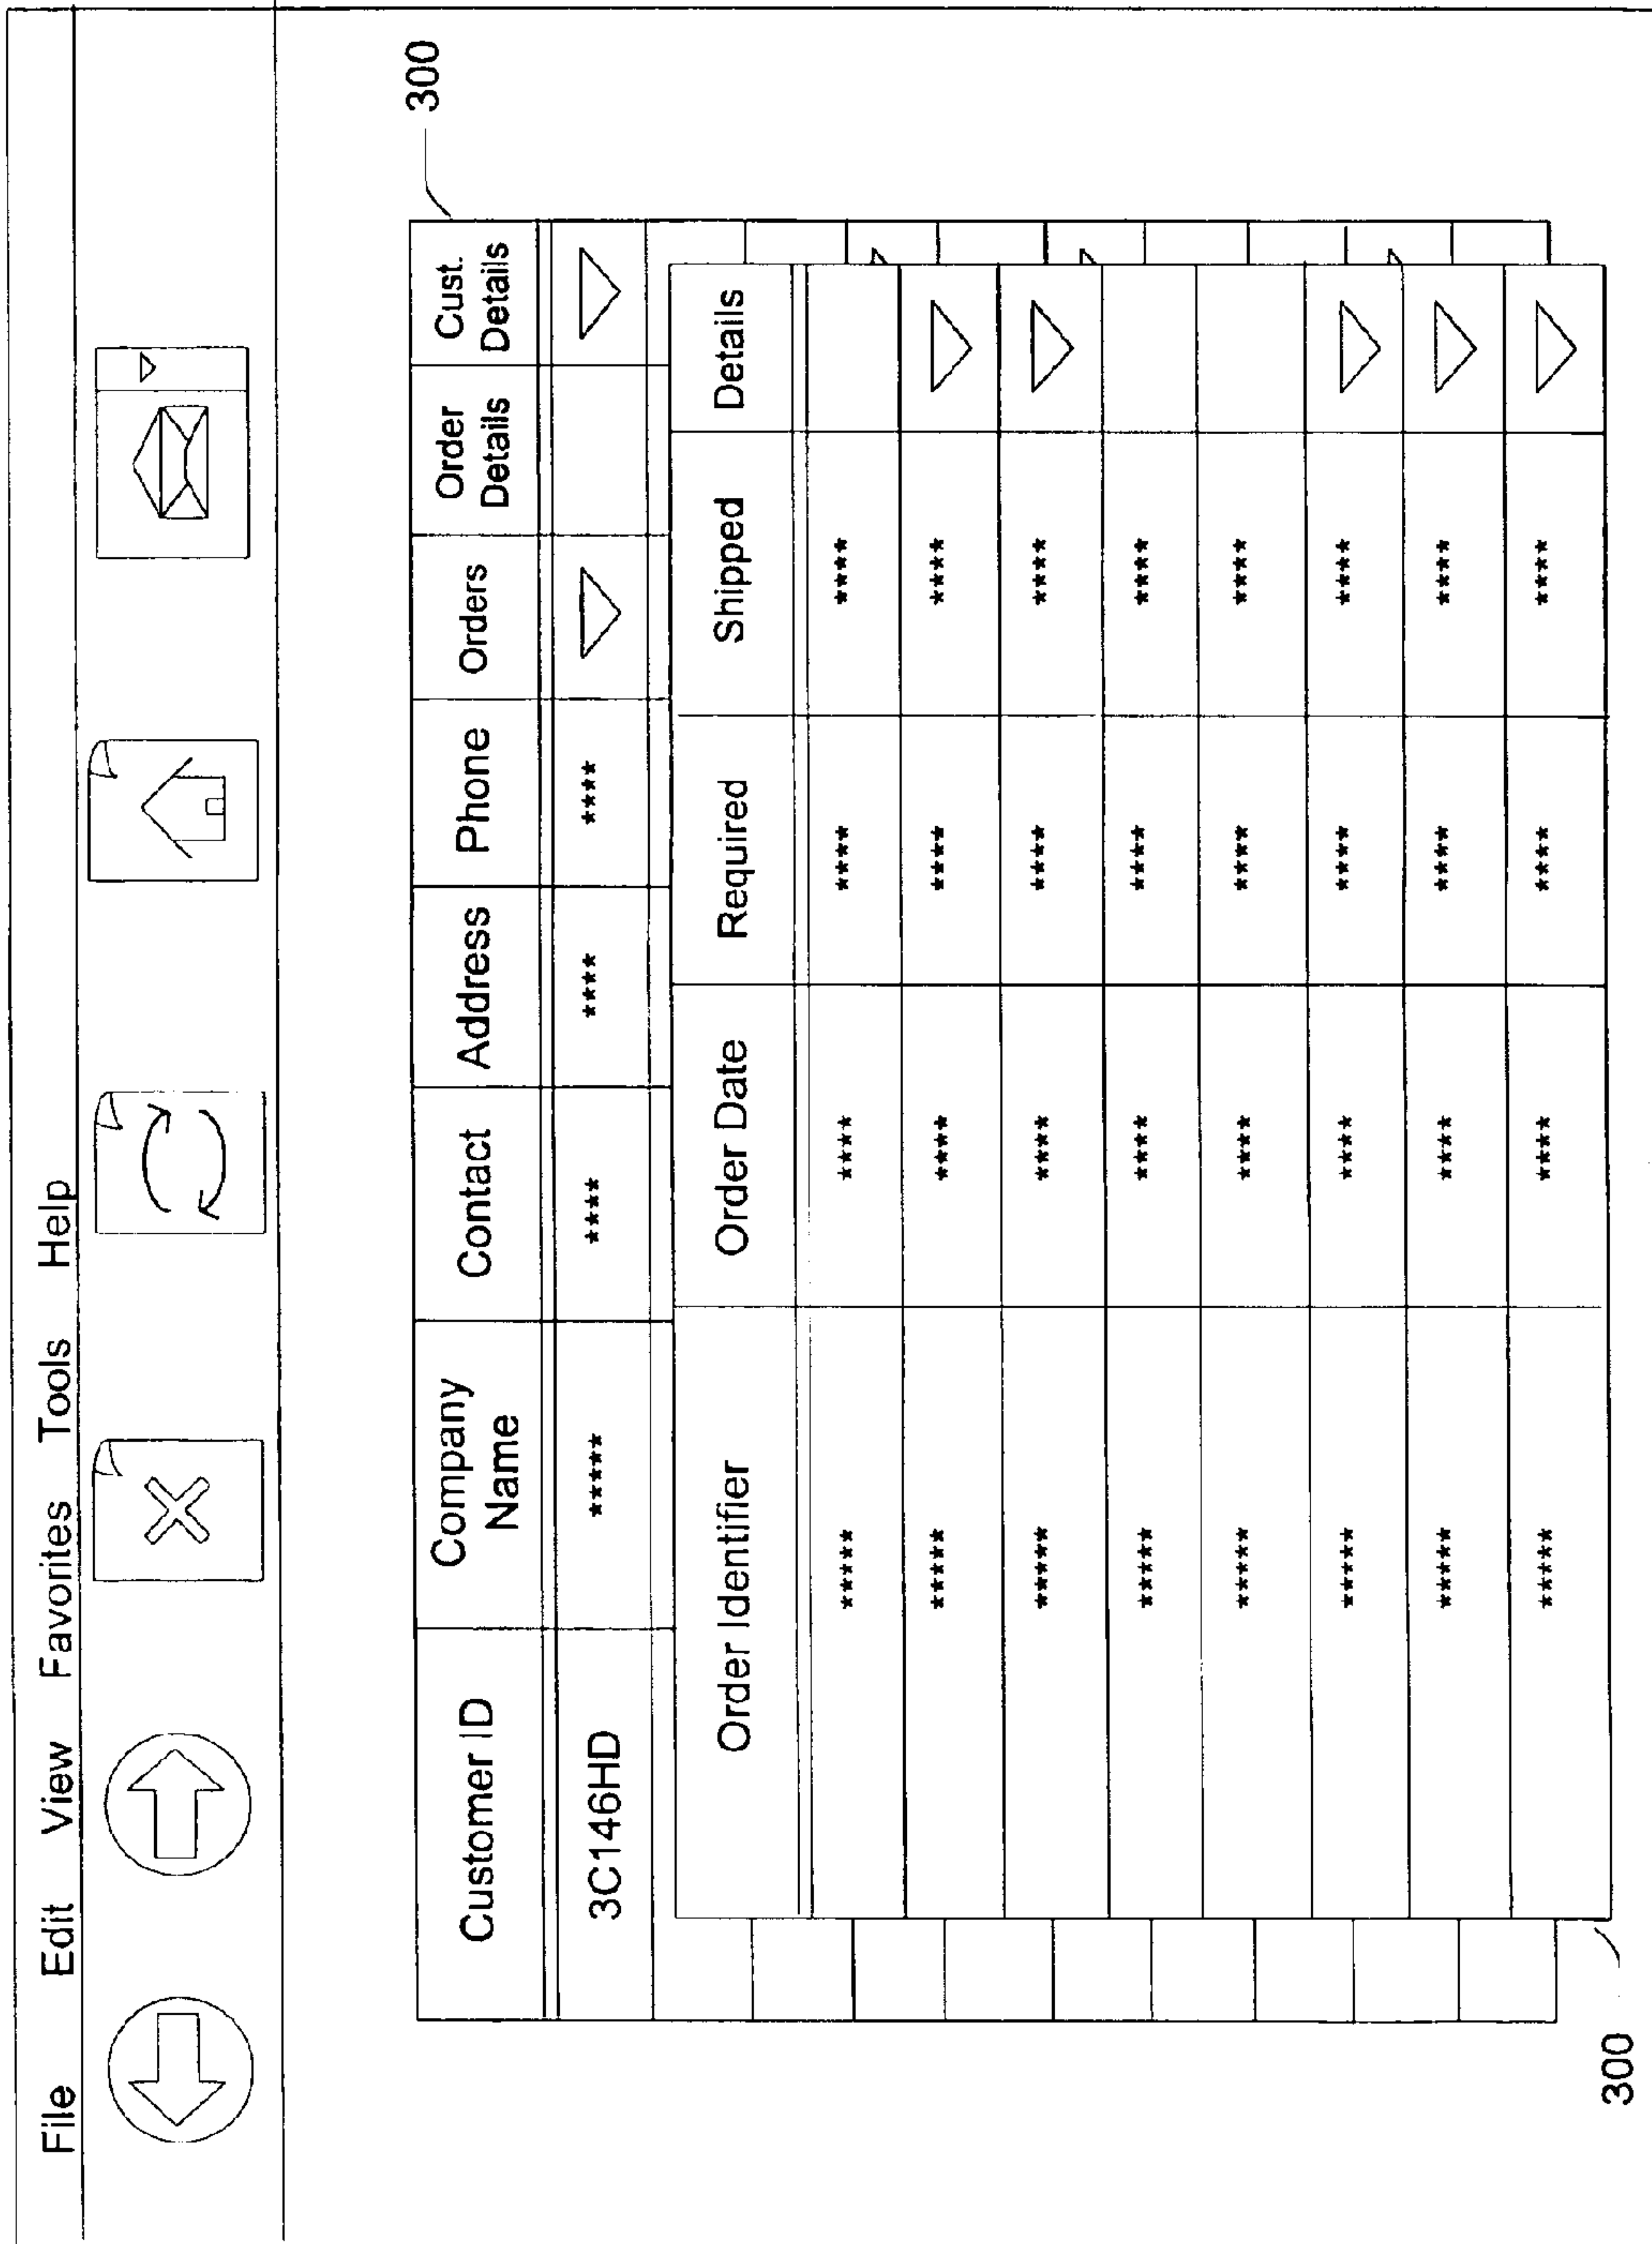 File Edit View Favorites Tools Help
300
Customer ID Company Name Contact Address Phone Orders Order Details Cust. Details
3C146HD ***** **** **** ****
Order Identifier Order Date Required Shipped Details
***** **** **** ****
***** **** **** ****
***** **** **** ****
***** **** **** ****
***** **** **** ****
***** **** **** ****
***** **** **** ****
***** **** **** ****
300